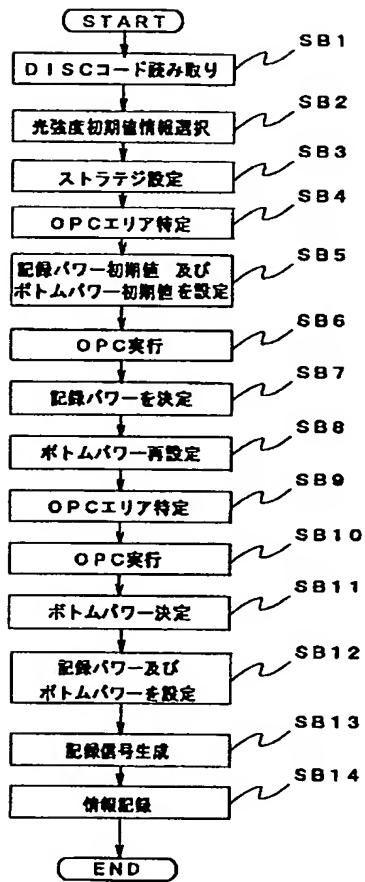 START
DISCコード読み取り
SB1
光強度初期値情報選択
SB2
ストラテジ設定
SB3
OPCエリア特定
SB4
記録パワー初期値 及び
ボトムパワー初期値を設定
SB5
OPC実行
SB6
記録パワーを決定
SB7
ボトムパワー再設定
SB8
OPCエリア特定
SB9
OPC実行
SB10
ボトムパワー決定
SB11
記録パワー及び
ボトムパワーを設定
SB12
記録信号生成
SB13
情報記録
SB14
END